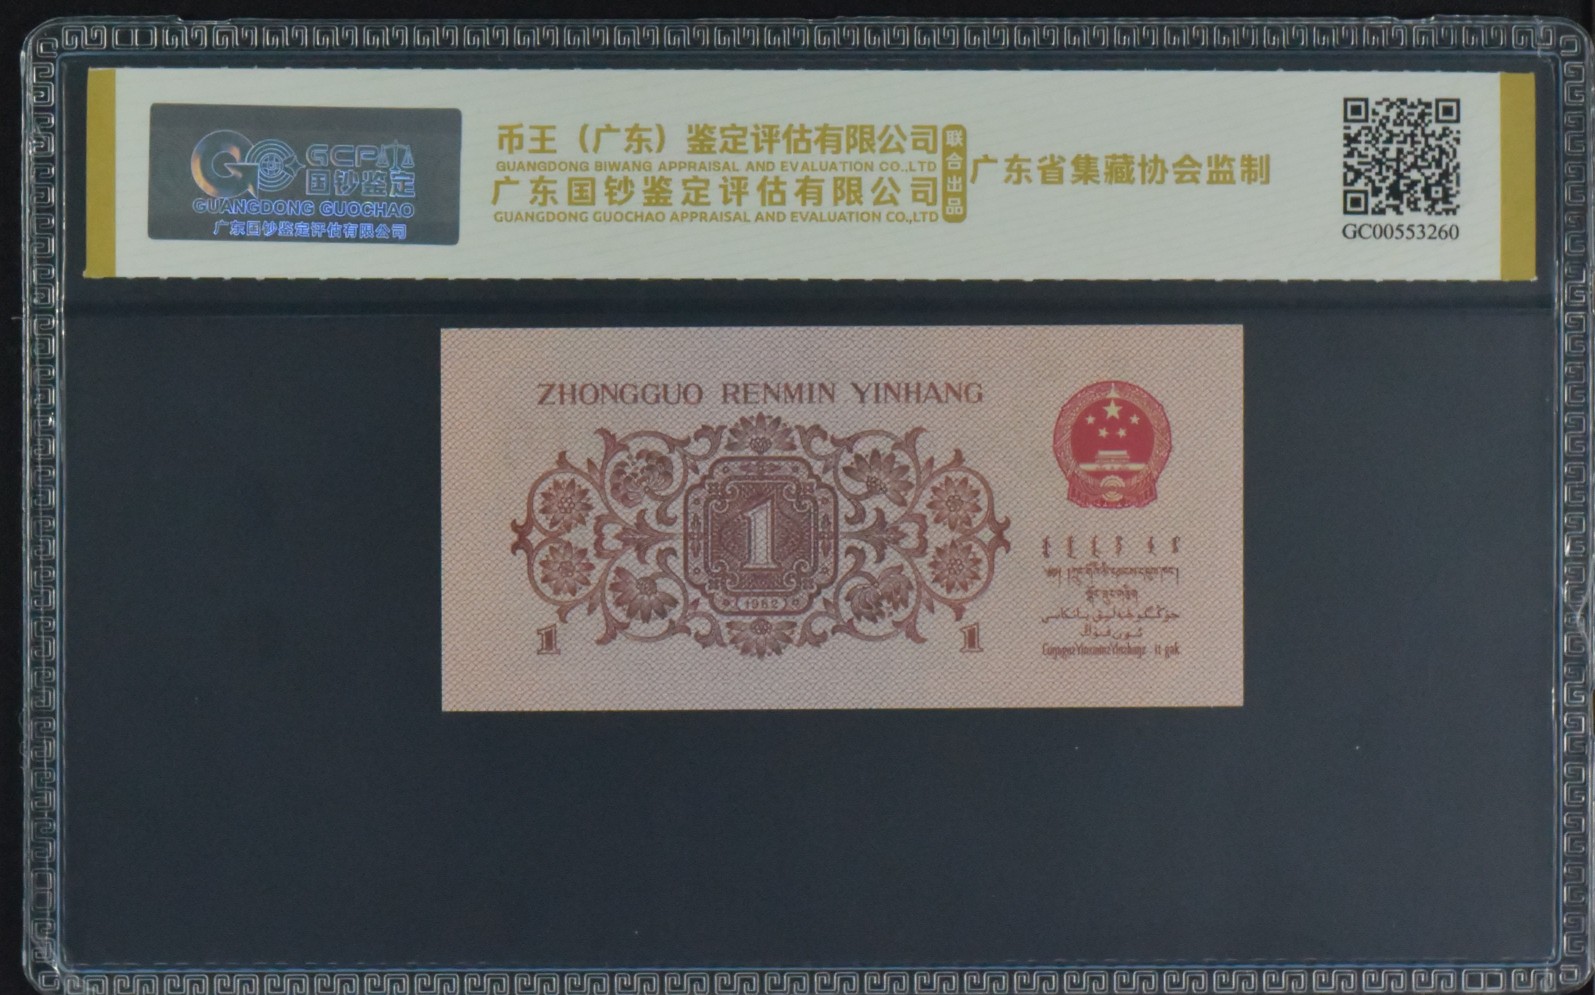 GCP
国钞鉴定
GUANGDONG GUOCHAO
广东国钞鉴定评估有限公司
币王（广东）鉴定评估有限公司
GUANGDONG BIWANG APPRAISAL AND EVALUATION CO.,LTD
广东国钞鉴定评估有限公司
GUANGDONG GUOCHAO APPRAISAL AND EVALUATION CO.,LTD
联合出品
广东省集藏协会监制
GC00553260
ZHONGGUO RENMIN YINHANG
1
1962
1
1